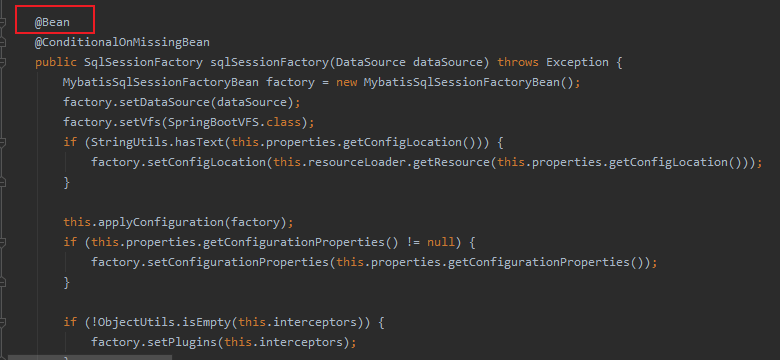 @Bean
@ConditionalOnMissingBean
public SqlSessionFactory sqlSessionFactory(DataSource dataSource) throws Exception {
MybatisSqlSessionFactoryBean factory = new MybatisSqlSessionFactoryBean();
factory.setDataSource(dataSource);
factory.setVfs(SpringBootVFS.class);
if (StringUtils.hasText(this.properties.getConfigLocation())) {
factory.setConfigLocation(this.resourceLoader.getResource(this.properties.getConfigLocation()));
}
this.applyConfiguration(factory);
if (this.properties.getConfigurationProperties() != null) {
factory.setConfigurationProperties(this.properties.getConfigurationProperties());
}
if (!ObjectUtils.isEmpty(this.interceptors)) {
factory.setPlugins(this.interceptors);